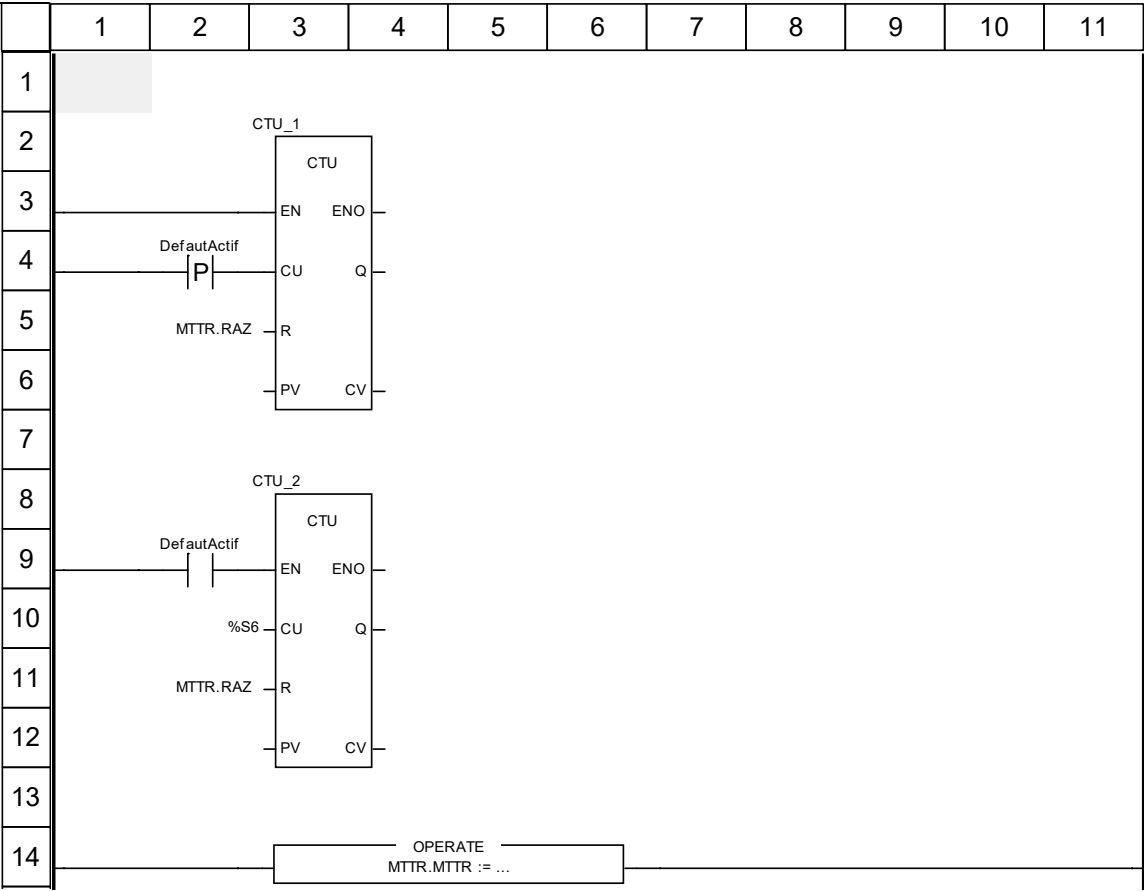 1 2 3 4 5 6 7 8 9 10 11
1
2
CTU_1
CTU
3
EN ENO
4
DefautActif
P
CU Q
5
MTTR.RAZ R
6
PV CV
7
8
CTU_2
CTU
9
DefautActif
EN ENO
10
%S6 CU Q
11
MTTR.RAZ R
12
PV CV
13
14
OPERATE
MTTR.MTTR := ...